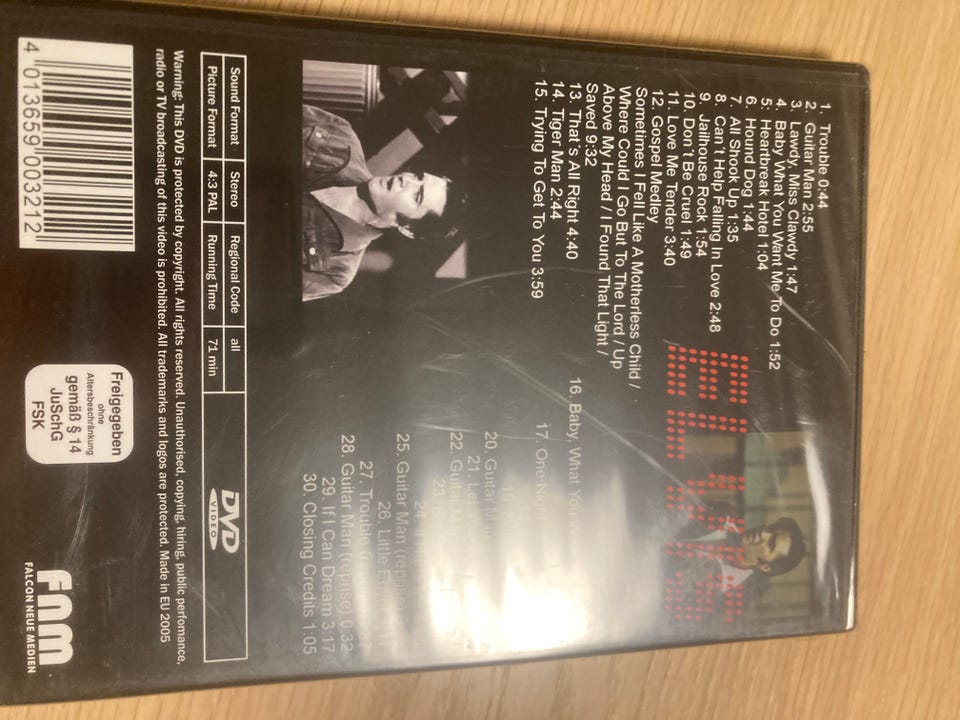 1. Trouble 0:44
2. Guitar Man 2:55
3. Lawdy, Miss Clawdy 1:47
4. Baby What You Want Me To Do 1:52
5. Heartbreak Hotel 1:04
6. Hound Dog 1:44
7. All Shook Up 1:35
8. Can't Help Falling In Love 2:48
9. Jailhouse Rock 1:54
10. Don't Be Cruel 1:49
11. Love Me Tender 3:40
12. Gospel Medley
Sometimes I Fell Like A Motherless Child /
Where Could I Go But To The Lord / Up
Above My Head / I Found That Light /
Saved 9:32
13. That's All Right 4:40
14. Tiger Man 2:44
15. Trying To Get To You 3:59
ELVIS
16. Baby, What You
17. One Night
20. Guitar
21.
22. Guitar
23.
24.
25. Guitar Man (reprise)
26. Little
27. Trouble
28. Guitar Man (reprise) 0:32
29. If I Can Dream 3:17
30. Closing Credits 1:05
Sound Format Stereo Regional Code all
Picture Format 4:3 PAL Running Time 71 min
DVD
VIDEO
Warning: This DVD is protected by copyright. All rights reserved. Unauthorised, copying, hiring, public perfomance,
radio or TV broadcasting of this video is prohibited. All trademarks and logos are protected. Made in EU 2005
4 013659 003212
Freigegeben
ohne
Altersbeschränkung
gemäß § 14
JuSchG
FSK
fnm
FALCON NEUE MEDIEN